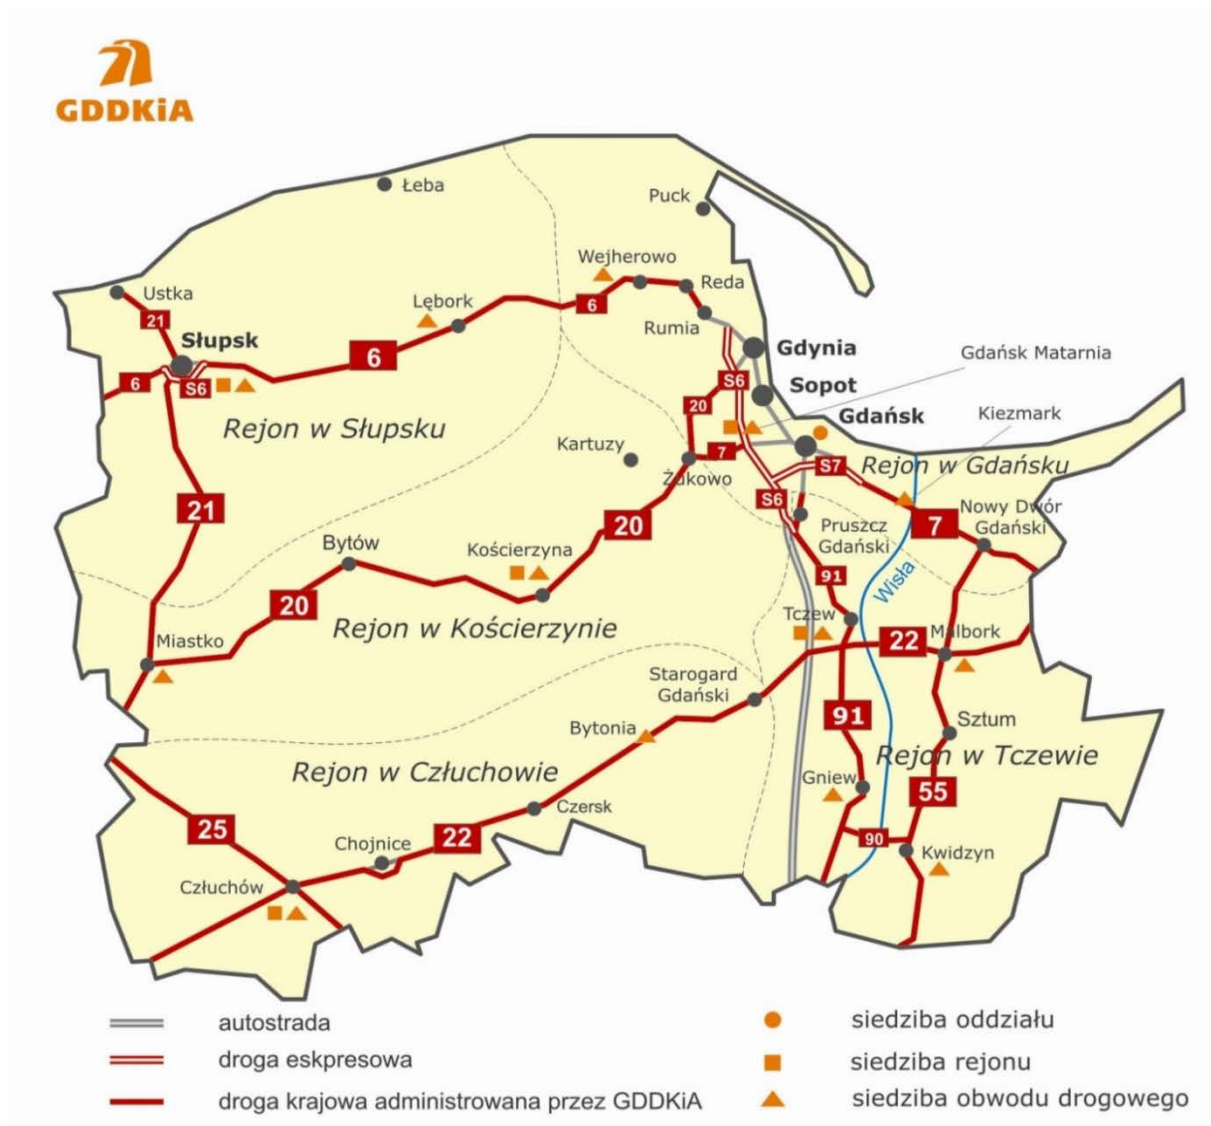 GDDKiA
Łeba
Puck
Wejherowo
Reda
Ustka
Lębork
6
21
Rumia
Słupsk
Gdynia
6
Gdańsk Matarnia
6
S6
S6
Sopot
20
Kiezmark
Gdańsk
Rejon w Słupsku
Kartuzy
7
Żukowo
S7
Rejon w Gdańsku
S6
21
20
7
Nowy Dwór
Gdański
Pruszcz
Gdański
Bytów
Kościerzyna
91
Wisła
20
Rejon w Kościerzynie
Tczew
Miastko
22
Malbork
Starogard
Gdański
91
Sztum
Bytonia
Rejon w Tczewie
Rejon w Człuchowie
Gniew
55
Czersk
25
22
90
Chojnice
Kwidzyn
Człuchów
autostrada
droga eskpresowa
droga krajowa administrowana przez GDDKiA
siedziba oddziału
siedziba rejonu
siedziba obwodu drogowego